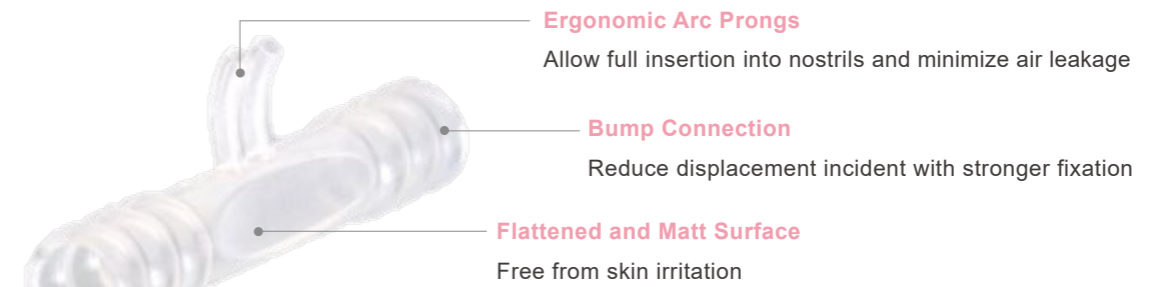 Ergonomic Arc Prongs
Allow full insertion into nostrils and minimize air leakage
Bump Connection
Reduce displacement incident with stronger fixation
Flattened and Matt Surface
Free from skin irritation